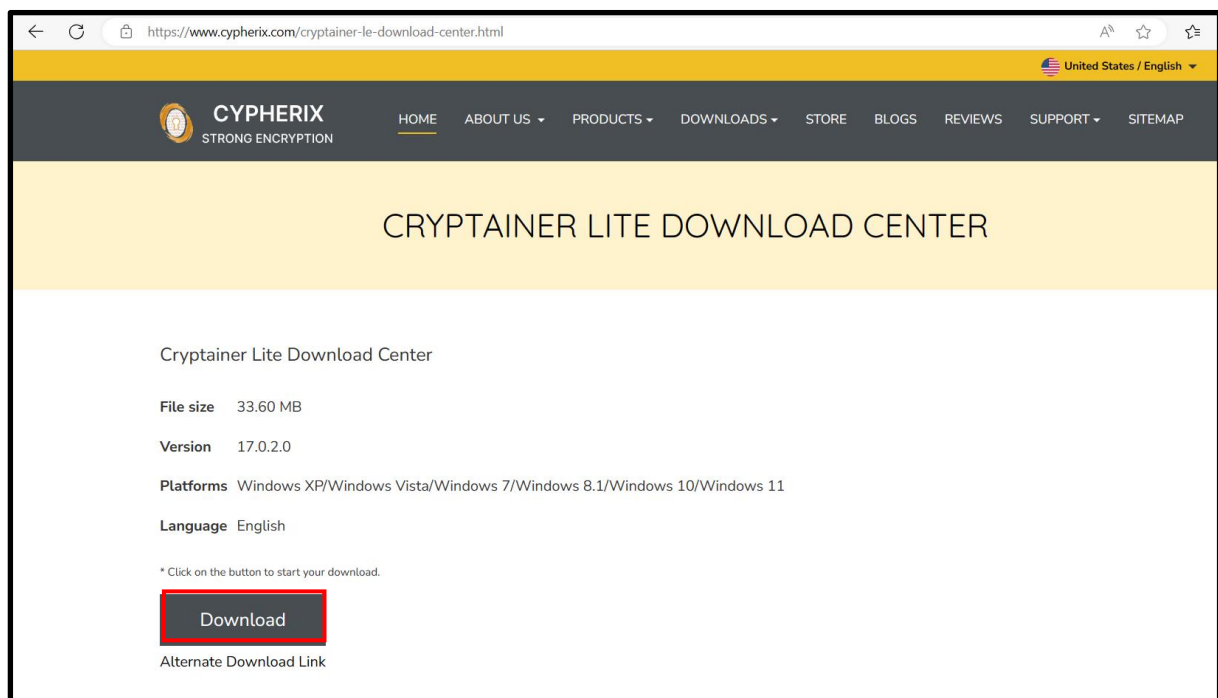 https://www.cypherix.com/cryptainer-le-download-center.html
United States / English
CYPHERIX
STRONG ENCRYPTION
HOME ABOUT US PRODUCTS DOWNLOADS STORE BLOGS REVIEWS SUPPORT SITEMAP
CRYPTAINER LITE DOWNLOAD CENTER
Cryptainer Lite Download Center
File size 33.60 MB
Version 17.0.2.0
Platforms Windows XP/Windows Vista/Windows 7/Windows 8.1/Windows 10/Windows 11
Language English
* Click on the button to start your download.
Download
Alternate Download Link